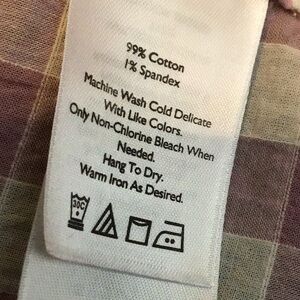 99% Cotton
1% Spandex
Machine Wash Cold Delicate
With Like Colors.
Only Non-Chlorine Bleach When
Needed.
Hang To Dry.
Warm Iron As Desired.
30C